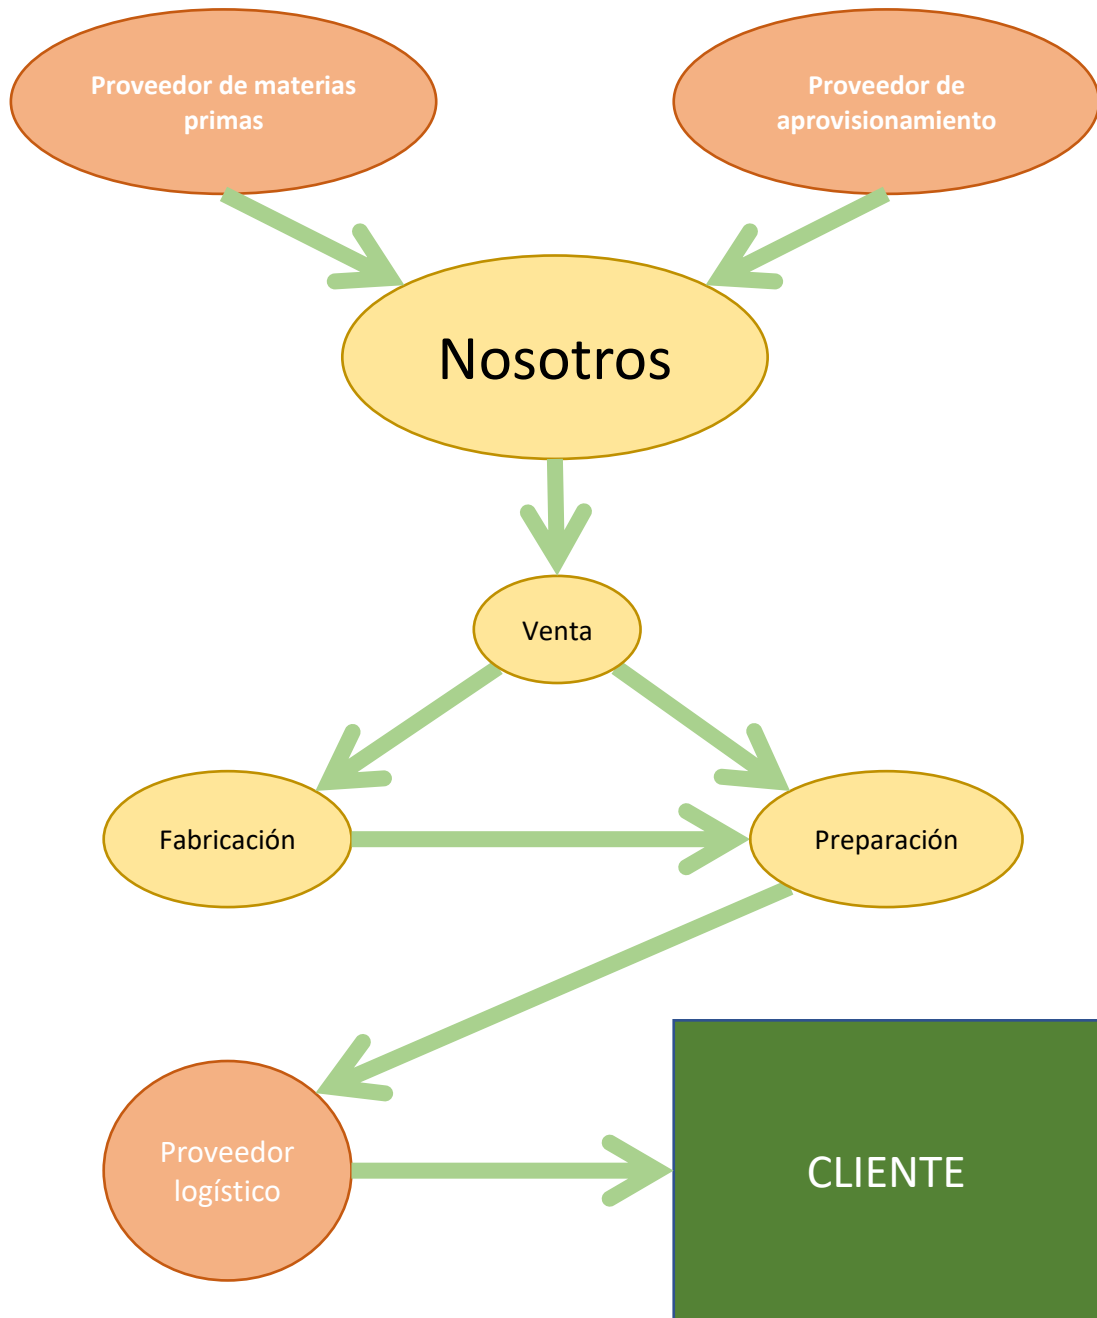 Proveedor de materias
primas
Proveedor de
aprovisionamiento
Nosotros
Venta
Fabricación
Preparación
Proveedor
logístico
CLIENTE